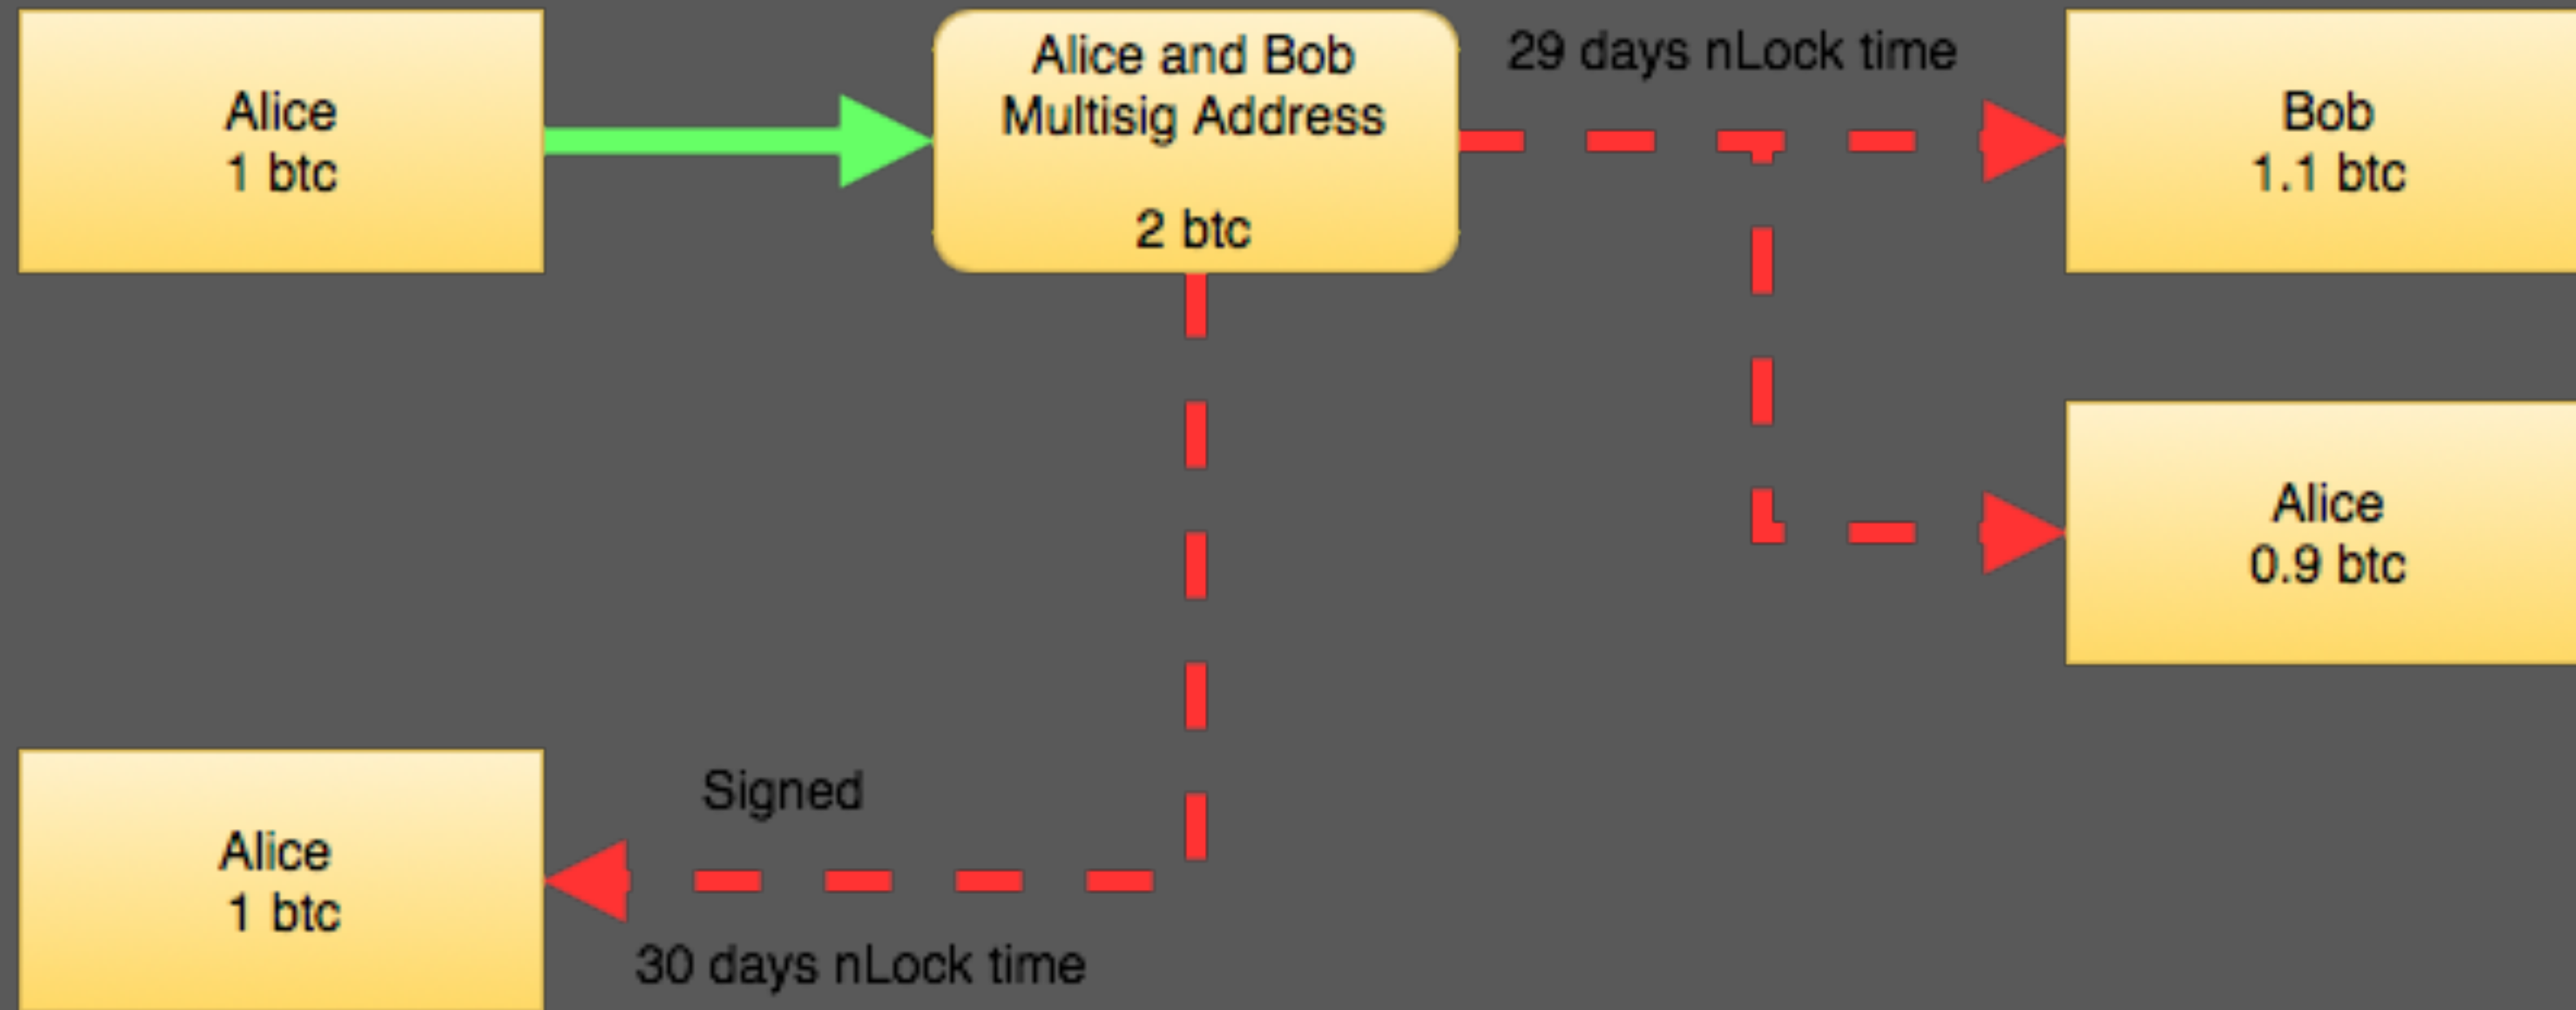 Alice
1 btc
Alice and Bob
Multisig Address
2 btc
29 days nLock time
Bob
1.1 btc
Alice
0.9 btc
Signed
Alice
1 btc
30 days nLock time